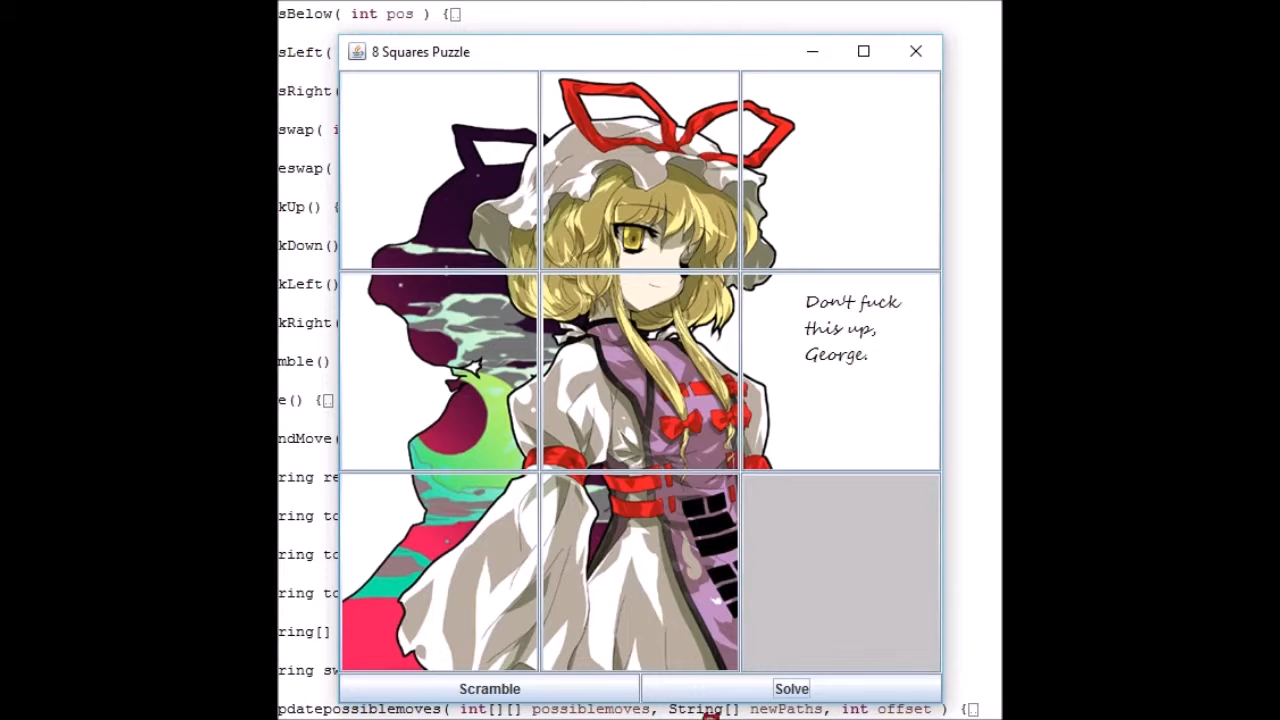 sBelow( int pos ) {
8 Squares Puzzle
sLeft(
sRight(
swap( i
eswap(
kUp() {
kDown()
kLeft()
Don't fuck
kRight(
this up,
George.
mble()
e() {
ndMove(
ring re
ring to
ring to
ring to
ring[]
ring sw
Scramble
Solve
pdatepossiblemoves( int[][] possiblemoves, String[] newPaths, int offset ) {